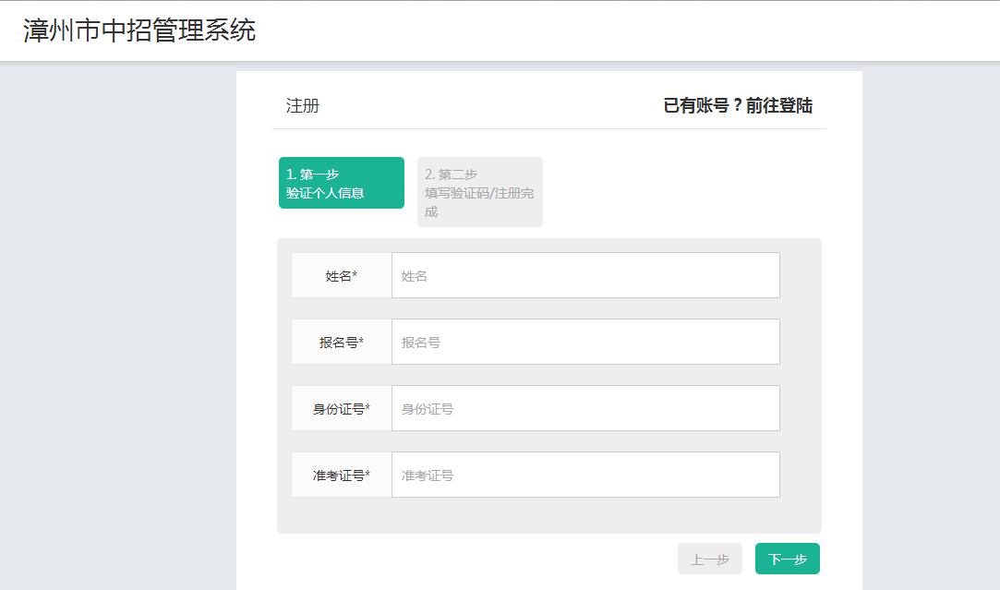 漳州市中招管理系统
注册
已有账号？前往登陆
1. 第一步
验证个人信息
2. 第二步
填写验证码/注册完
成
姓名*
姓名
报名号*
报名号
身份证号*
身份证号
准考证号*
准考证号
上一步
下一步